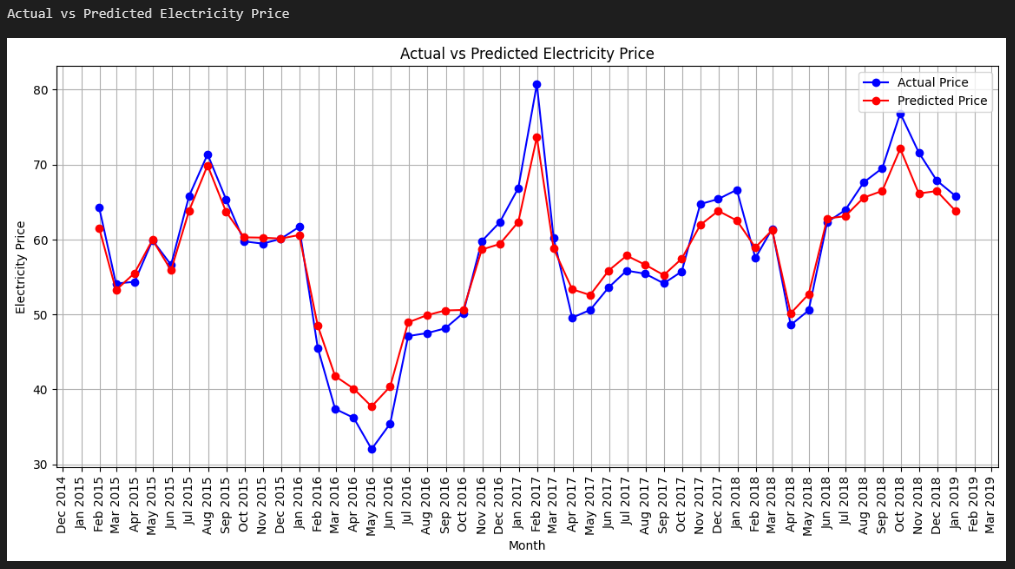 Actual vs Predicted Electricity Price
Actual vs Predicted Electricity Price
Actual Price
Predicted Price
Electricity Price
80
70
60
50
40
30
Dec 2014
Jan 2015
Feb 2015
Mar 2015
Apr 2015
May 2015
Jun 2015
Jul 2015
Aug 2015
Sep 2015
Oct 2015
Nov 2015
Dec 2015
Jan 2016
Feb 2016
Mar 2016
Apr 2016
May 2016
Jun 2016
Jul 2016
Aug 2016
Sep 2016
Oct 2016
Nov 2016
Dec 2016
Jan 2017
Feb 2017
Mar 2017
Apr 2017
May 2017
Jun 2017
Jul 2017
Aug 2017
Sep 2017
Oct 2017
Nov 2017
Dec 2017
Jan 2018
Feb 2018
Mar 2018
Apr 2018
May 2018
Jun 2018
Jul 2018
Aug 2018
Sep 2018
Oct 2018
Nov 2018
Dec 2018
Jan 2019
Feb 2019
Mar 2019
Month